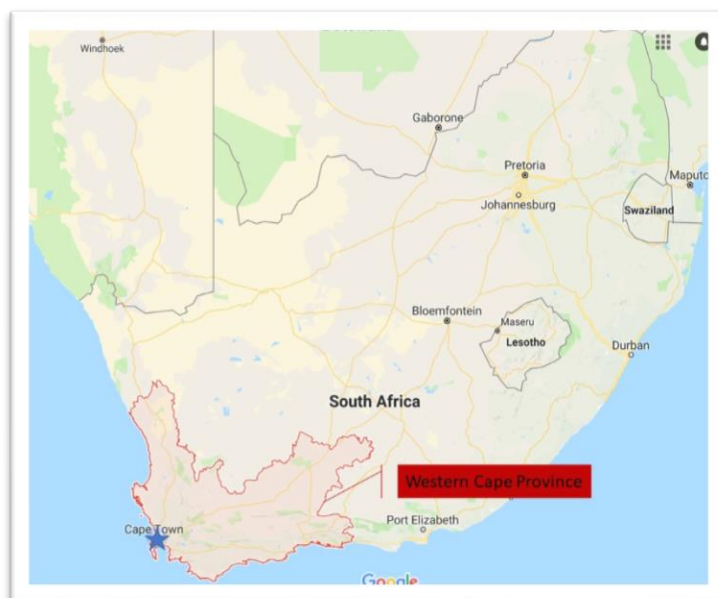 Windhoek
Gaborone
Pretoria
Johannesburg
Maputo
Swaziland
Bloemfontein
Maseru
Lesotho
Durban
South Africa
Western Cape Province
Cape Town
Port Elizabeth
Google